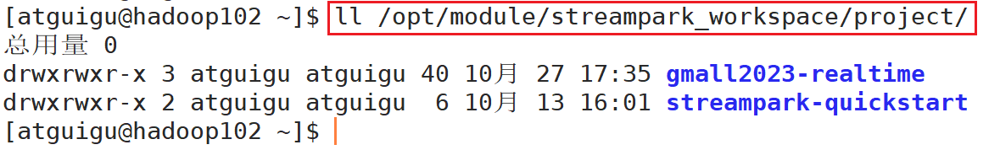 [atguigu@hadoop102 ~]$ ll /opt/module/streampark_workspace/project/
总用量 0
drwxrwxr-x 3 atguigu atguigu 40 10月 27 17:35 gmall2023-realtime
drwxrwxr-x 2 atguigu atguigu  6 10月 13 16:01 streampark-quickstart
[atguigu@hadoop102 ~]$